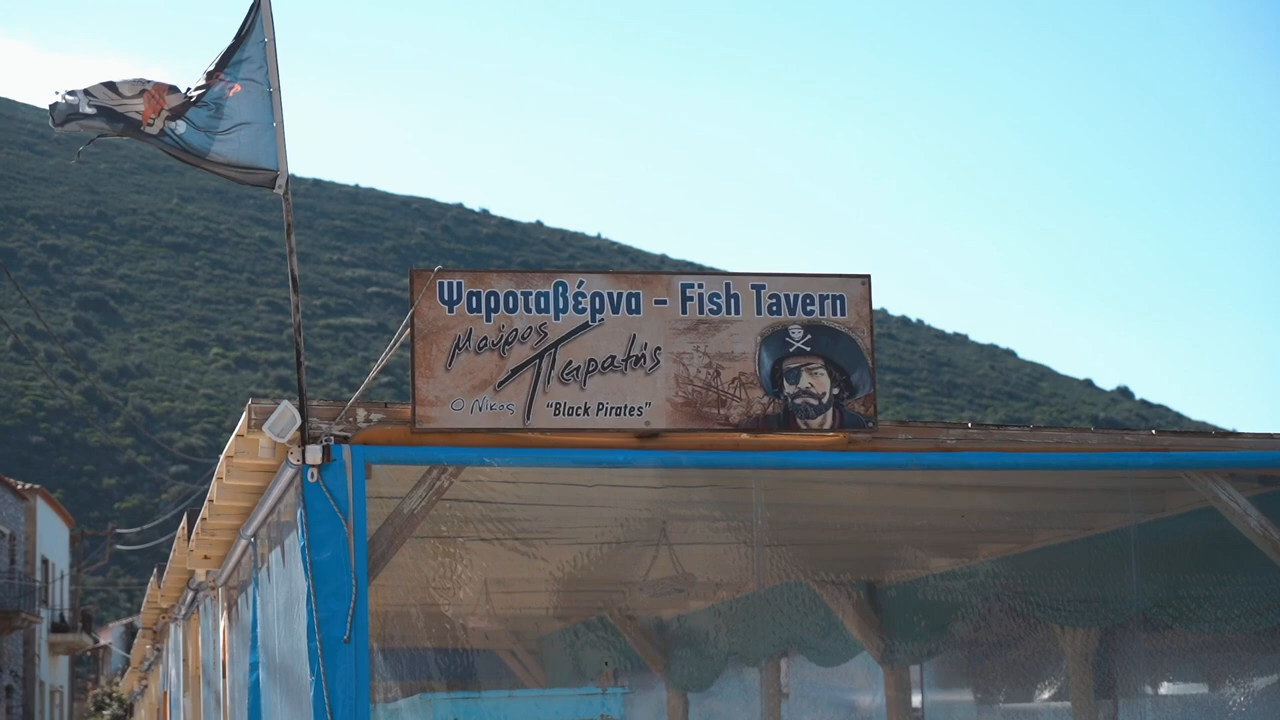 Ψαροταβέρνα - Fish Tavern
Μαύρος
Πειρατής
Ο Νίκος "Black Pirates"